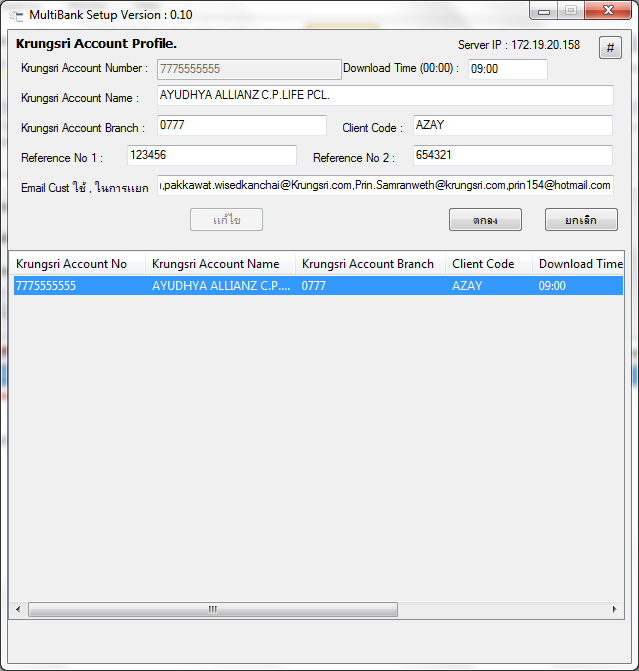 MultiBank Setup Version : 0.10
Krungsri Account Profile.
Server IP : 172.19.20.158
#
Krungsri Account Number : 7775555555 Download Time (00:00) : 09:00
Krungsri Account Name : AYUDHYA ALLIANZ C.P.LIFE PCL.
Krungsri Account Branch : 0777 Client Code : AZAY
Reference No 1 : 123456 Reference No 2 : 654321
Email Cust ใช้ , ในการแยก ,pakkawat.wisedkanchai@Krungsri.com,Prin.Samranweth@krungsri.com,prin154@hotmail.com
แก้ไข ตกลง ยกเลิก
Krungsri Account No Krungsri Account Name Krungsri Account Branch Client Code Download Time
7775555555 AYUDHYA ALLIANZ C.P.... 0777 AZAY 09:00